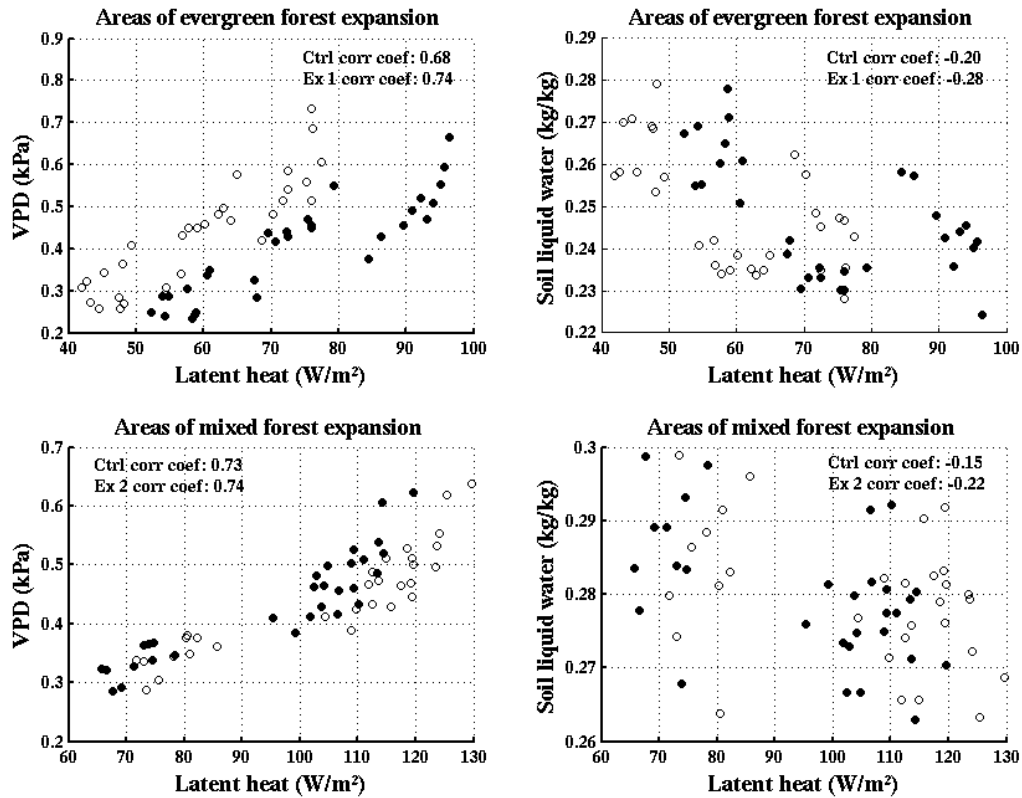 Areas of evergreen forest expansion
Ctrl corr coef: 0.68
Ex 1 corr coef: 0.74
VPD (kPa)
0.9
0.8
0.7
0.6
0.5
0.4
0.3
0.2
40 50 60 70 80 90 100
Latent heat (W/m²)
Areas of evergreen forest expansion
Ctrl corr coef: -0.20
Ex 1 corr coef: -0.28
Soil liquid water (kg/kg)
0.29
0.28
0.27
0.26
0.25
0.24
0.23
0.22
40 50 60 70 80 90 100
Latent heat (W/m²)
Areas of mixed forest expansion
Ctrl corr coef: 0.73
Ex 2 corr coef: 0.74
VPD (kPa)
0.7
0.6
0.5
0.4
0.3
0.2
60 70 80 90 100 110 120 130
Latent heat (W/m²)
Areas of mixed forest expansion
Ctrl corr coef: -0.15
Ex 2 corr coef: -0.22
Soil liquid water (kg/kg)
0.3
0.29
0.28
0.27
0.26
60 70 80 90 100 110 120 130
Latent heat (W/m²)